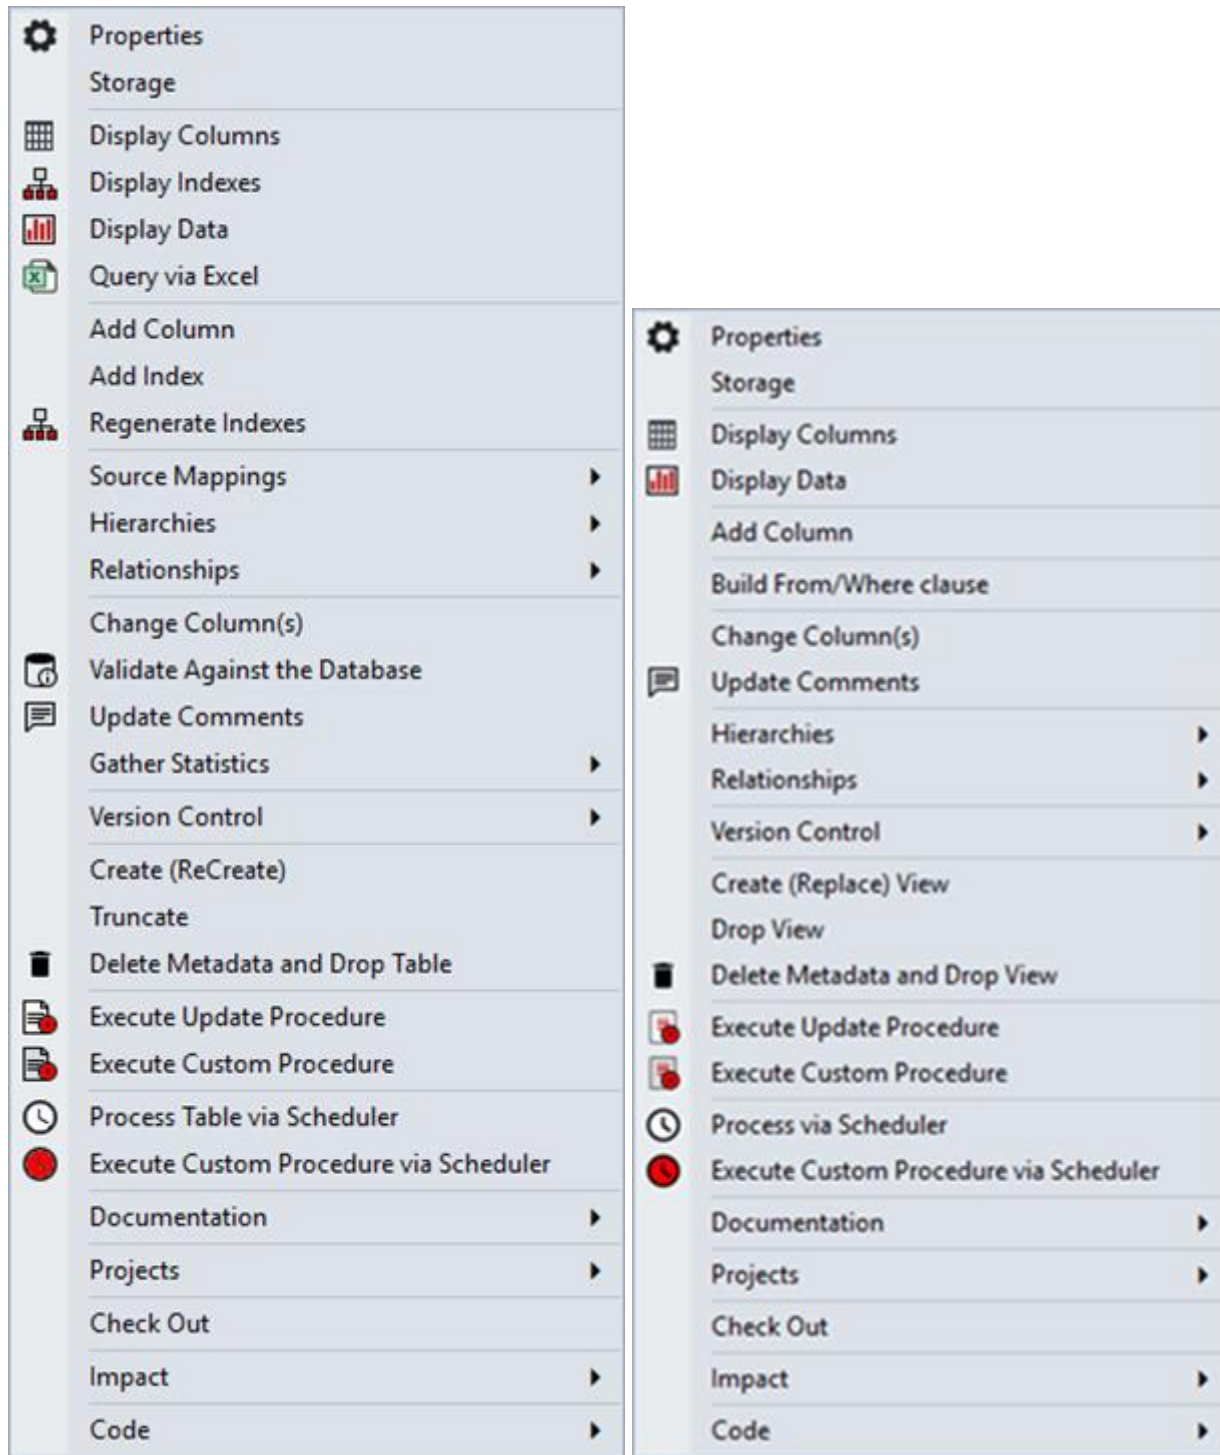 Properties
Storage
Display Columns
Display Indexes
Display Data
Query via Excel
Add Column
Add Index
Regenerate Indexes
Source Mappings
Hierarchies
Relationships
Change Column(s)
Validate Against the Database
Update Comments
Gather Statistics
Version Control
Create (ReCreate)
Truncate
Delete Metadata and Drop Table
Execute Update Procedure
Execute Custom Procedure
Process Table via Scheduler
Execute Custom Procedure via Scheduler
Documentation
Projects
Check Out
Impact
Code
Properties
Storage
Display Columns
Display Data
Add Column
Build From/Where clause
Change Column(s)
Update Comments
Hierarchies
Relationships
Version Control
Create (Replace) View
Drop View
Delete Metadata and Drop View
Execute Update Procedure
Execute Custom Procedure
Process via Scheduler
Execute Custom Procedure via Scheduler
Documentation
Projects
Check Out
Impact
Code